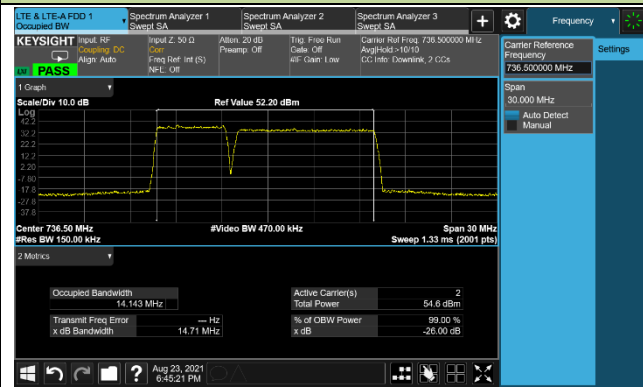 LTE & LTE-A FDD 1
Occupied BW
Spectrum Analyzer 1
Swept SA
Spectrum Analyzer 2
Swept SA
Spectrum Analyzer 3
Swept SA
+
Frequency
KEYSIGHT
Input: RF
Coupling: DC
Align: Auto
Input Z: 50 Ω
Corr
Freq Ref: Int (S)
NFE: Off
Atten: 20 dB
Preamp: Off
Trig: Free Run
Gate: Off
#IF Gain: Low
Carrier Ref Freq: 736.500000 MHz
Avg|Hold:>10/10
CC Info: Downlink, 2 CCs
PASS
Carrier Reference
Frequency
736.500000 MHz
Settings
Span
30.000 MHz
Auto Detect
Manual
1 Graph
Scale/Div 10.0 dB
Ref Value 52.20 dBm
Log
42.2
32.2
22.2
12.2
2.20
-7.80
-17.8
-27.8
-37.8
Center 736.50 MHz
#Video BW 470.00 kHz
Span 30 MHz
#Res BW 150.00 kHz
Sweep 1.33 ms (2001 pts)
2 Metrics
Occupied Bandwidth
14.143 MHz
Active Carrier(s)
2
Total Power
54.6 dBm
Transmit Freq Error
--- Hz
% of OBW Power
99.00 %
x dB Bandwidth
14.71 MHz
x dB
-26.00 dB
?
Aug 23, 2021
6:45:21 PM